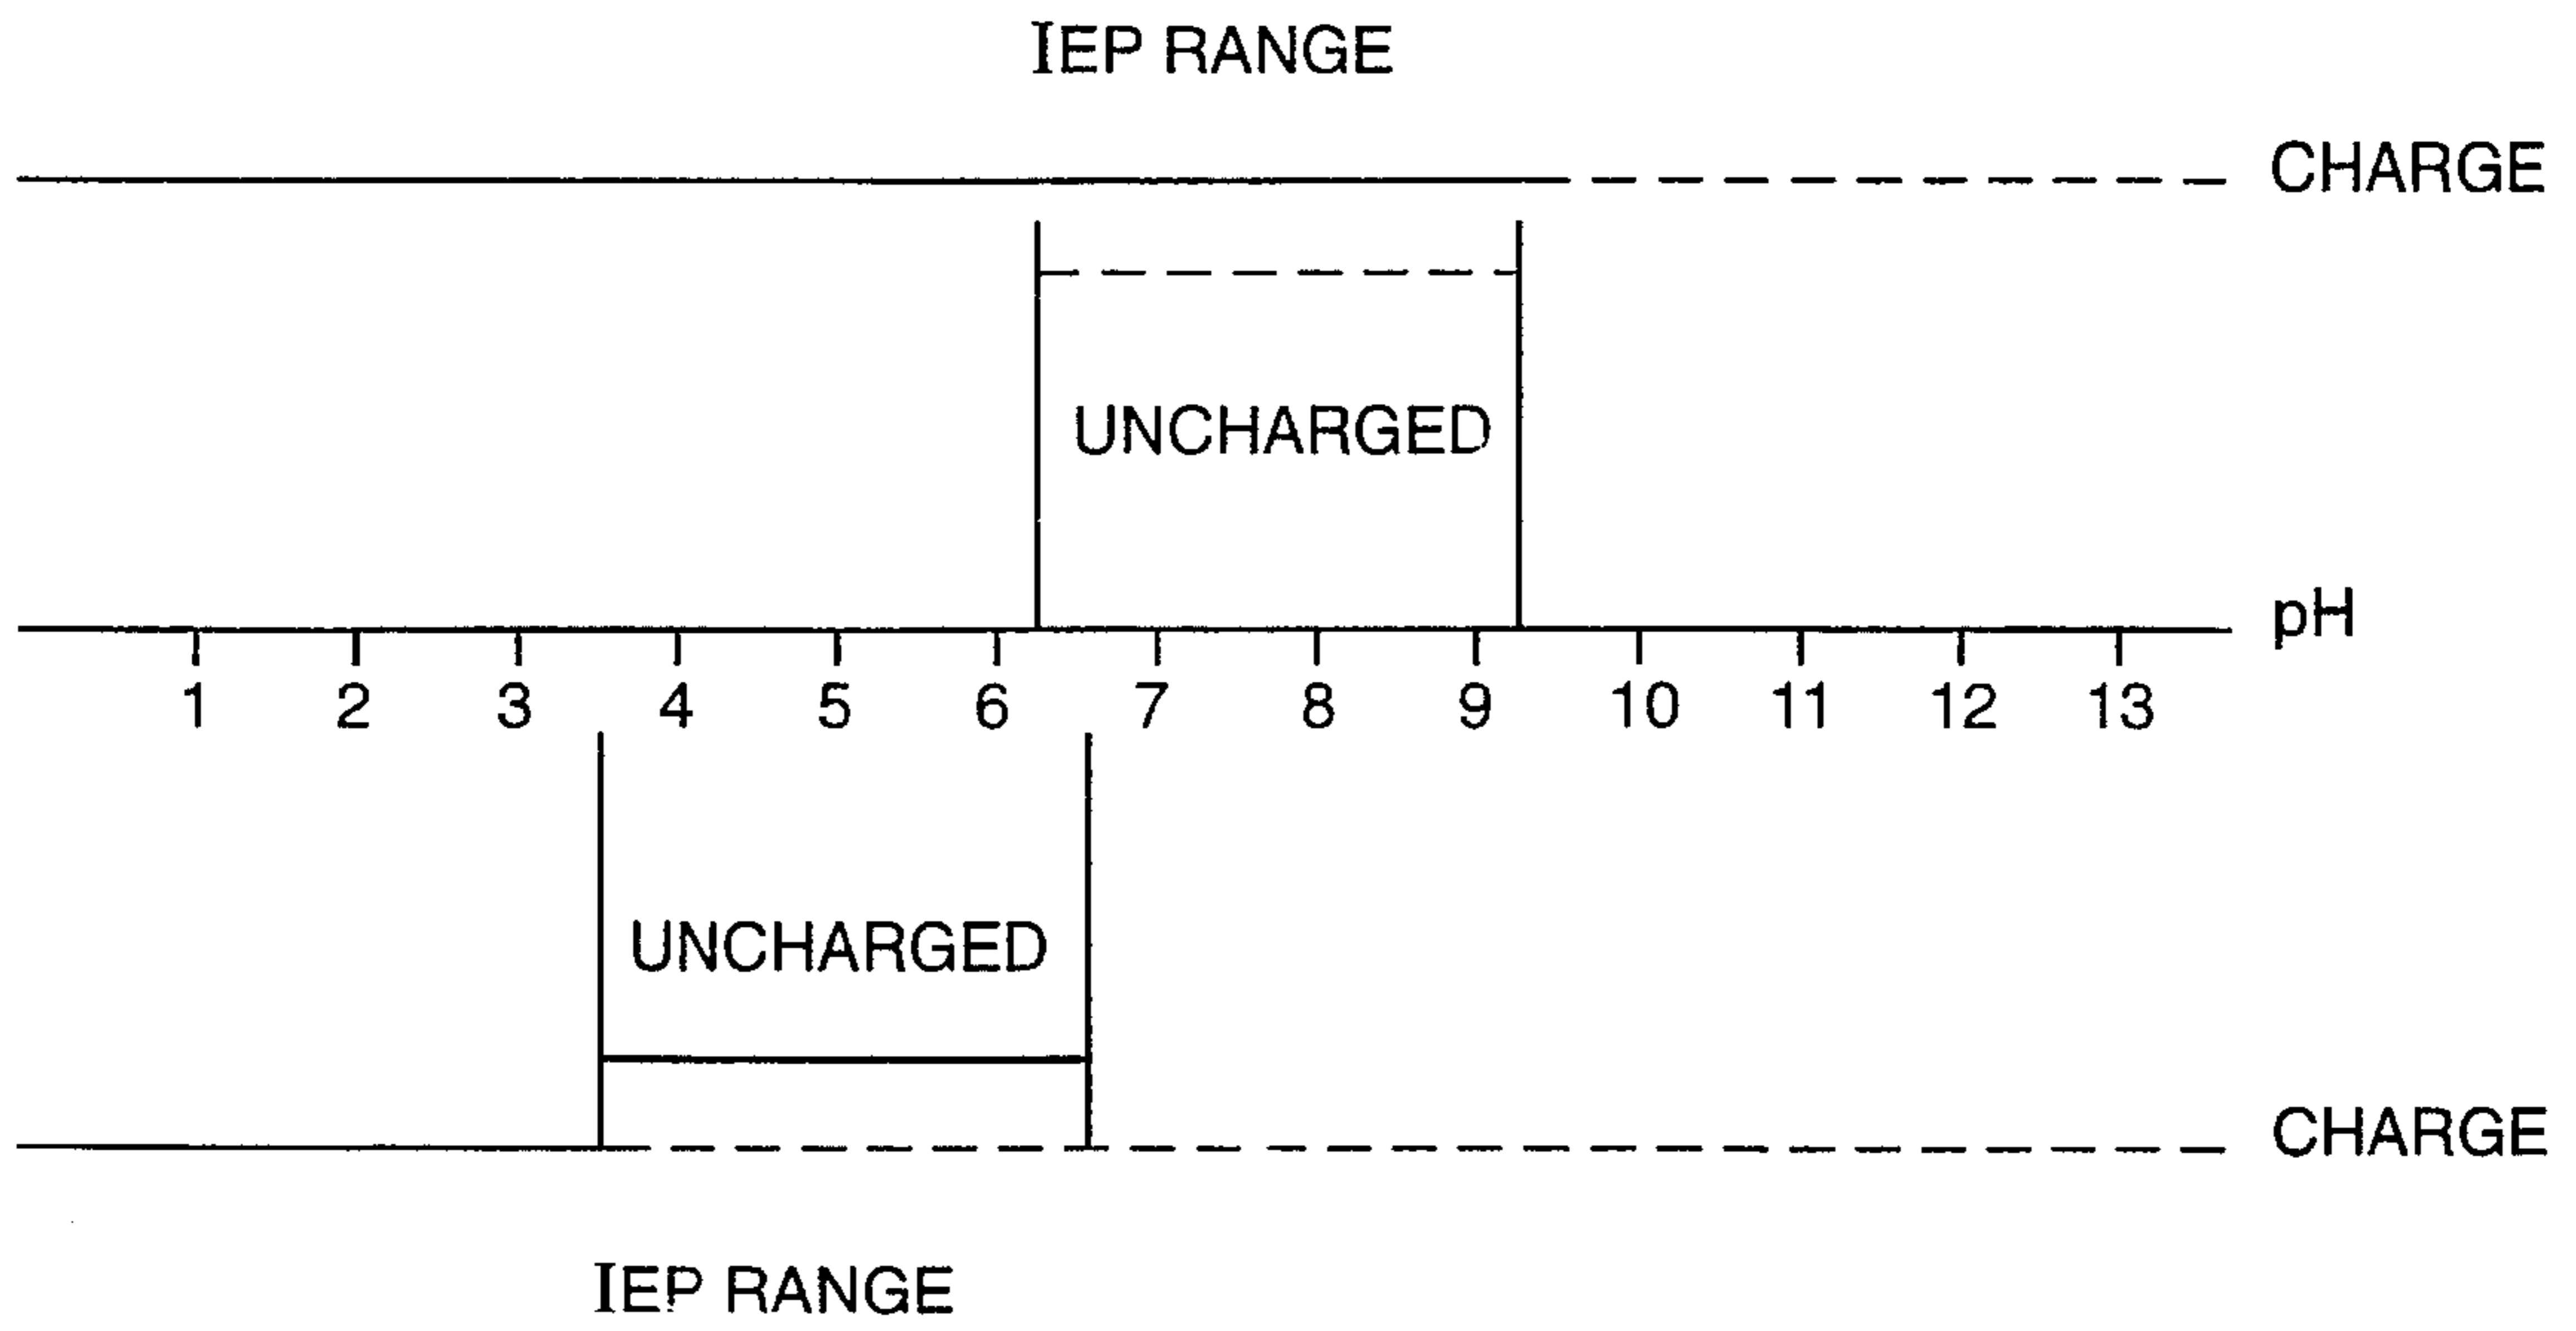 IEP RANGE
CHARGE
UNCHARGED
pH
1 2 3 4 5 6 7 8 9 10 11 12 13
UNCHARGED
CHARGE
IEP RANGE